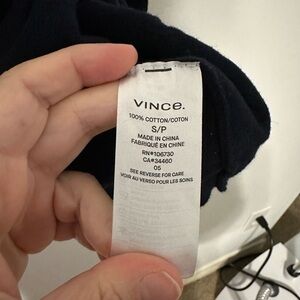 VINCE.
100% COTTON/COTON
S/P
MADE IN CHINA
FABRIQUÉ EN CHINE
RN#106730
CA#34460
05
SEE REVERSE FOR CARE
VOIR AU VERSO POUR LES SOINS